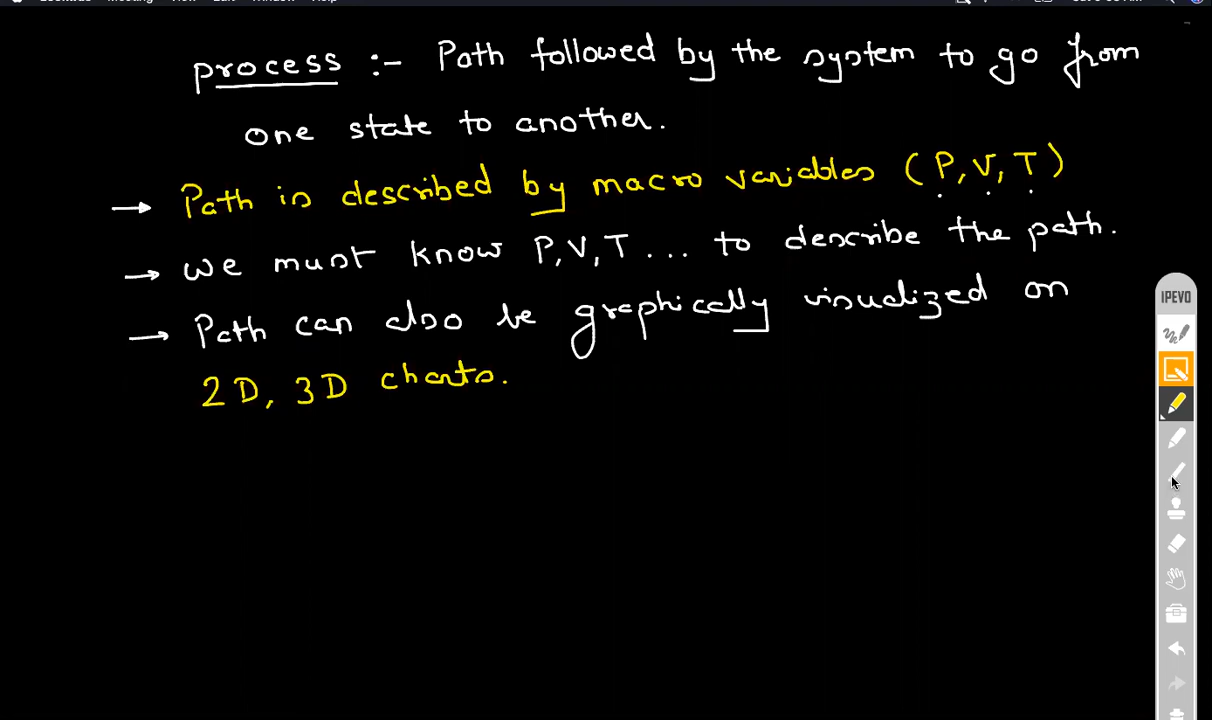 process :- Path followed by the system to go from
one state to another.
→ Path is described by macro variables (P, V, T)
→ we must know P, V, T ... to describe the path.
→ Path can also be graphically visualized on
2D, 3D charts.
IPEVO